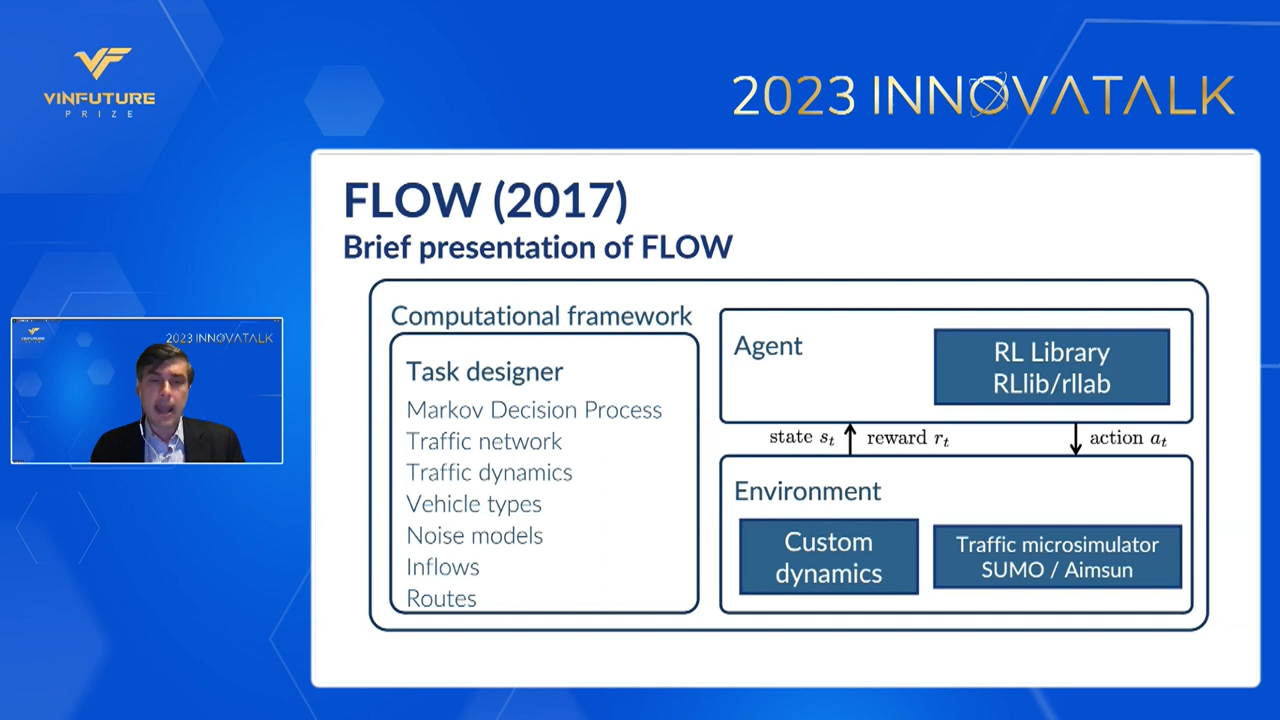 VINFUTURE
PRIZE
2023 INNOVATALK
FLOW (2017)
Brief presentation of FLOW
Computational framework
Task designer
Markov Decision Process
Traffic network
Traffic dynamics
Vehicle types
Noise models
Inflows
Routes
Agent
RL Library
RLlib/rllab
state s_t
reward r_t
action a_t
Environment
Custom
dynamics
Traffic microsimulator
SUMO / Aimsun
2023 INNOVATALK